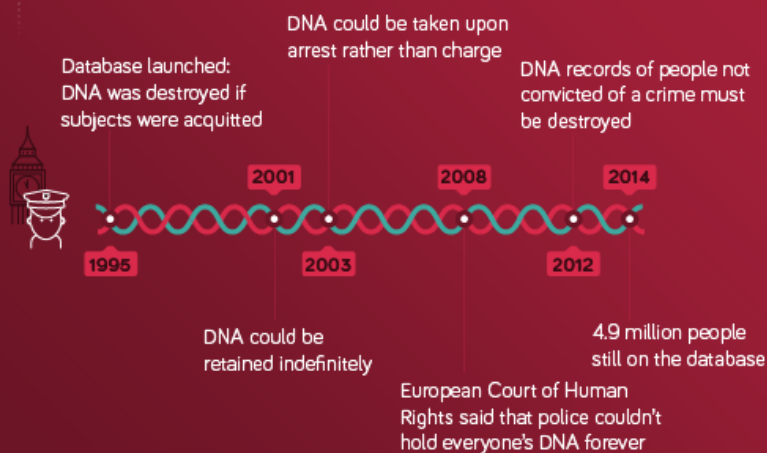 DNA could be taken upon
arrest rather than charge
Database launched:
DNA was destroyed if
subjects were acquitted
DNA records of people not
convicted of a crime must
be destroyed
2001
2008
2014
1995
2003
2012
DNA could be
retained indefinitely
4.9 million people
still on the database
European Court of Human
Rights said that police couldn't
hold everyone's DNA forever